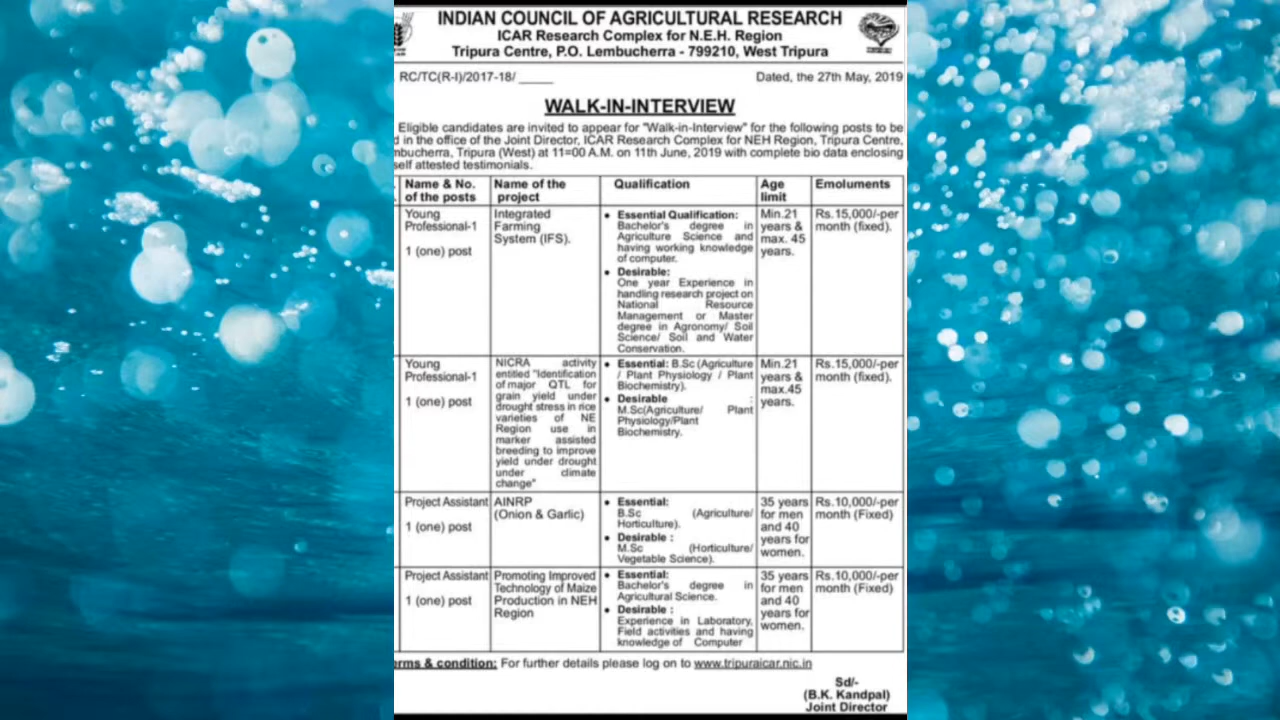 INDIAN COUNCIL OF AGRICULTURAL RESEARCH
ICAR Research Complex for N.E.H. Region
Tripura Centre, P.O. Lembucherra - 799210, West Tripura
RC/TC(R-I)/2017-18/ _____ Dated, the 27th May, 2019
WALK-IN-INTERVIEW
Eligible candidates are invited to appear for "Walk-in-Interview" for the following posts to be
d in the office of the Joint Director, ICAR Research Complex for NEH Region, Tripura Centre,
mbucherra, Tripura (West) at 11=00 A.M. on 11th June, 2019 with complete bio data enclosing
self attested testimonials.
Name & No.
of the posts
Name of the
project
Qualification
Age
limit
Emoluments
Young
Professional-1
1 (one) post
Integrated
Farming
System (IFS).
• Essential Qualification:
Bachelor's degree in
Agriculture Science and
having working knowledge
of computer.
• Desirable:
One year Experience in
handling research project on
National Resource
Management or Master
degree in Agronomy/ Soil
Science/ Soil and Water
Conservation.
Min.21
years &
max. 45
years.
Rs.15,000/-per
month (fixed).
Young
Professional-1
1 (one) post
NICRA activity
entitled "Identification
of major QTL for
grain yield under
drought stress in rice
varieties of NE
Region use in
marker assisted
breeding to improve
yield under drought
under climate
change"
• Essential: B.Sc (Agriculture
/ Plant Physiology / Plant
Biochemistry).
• Desirable :
M.Sc(Agriculture/ Plant
Physiology/Plant
Biochemistry.
Min.21
years &
max.45
years.
Rs.15,000/-per
month (fixed).
Project Assistant
1 (one) post
AINRP
(Onion & Garlic)
• Essential:
B.Sc (Agriculture/
Horticulture).
• Desirable :
M.Sc (Horticulture/
Vegetable Science).
35 years
for men
and 40
years for
women.
Rs.10,000/-per
month (Fixed)
Project Assistant
1 (one) post
Promoting Improved
Technology of Maize
Production in NEH
Region
• Essential:
Bachelor's degree in
Agricultural Science.
• Desirable :
Experience in Laboratory,
Field activities and having
knowledge of Computer
35 years
for men
and 40
years for
women.
Rs.10,000/-per
month (Fixed)
erms & condition: For further details please log on to www.tripuraicar.nic.in
Sd/-
(B.K. Kandpal)
Joint Director